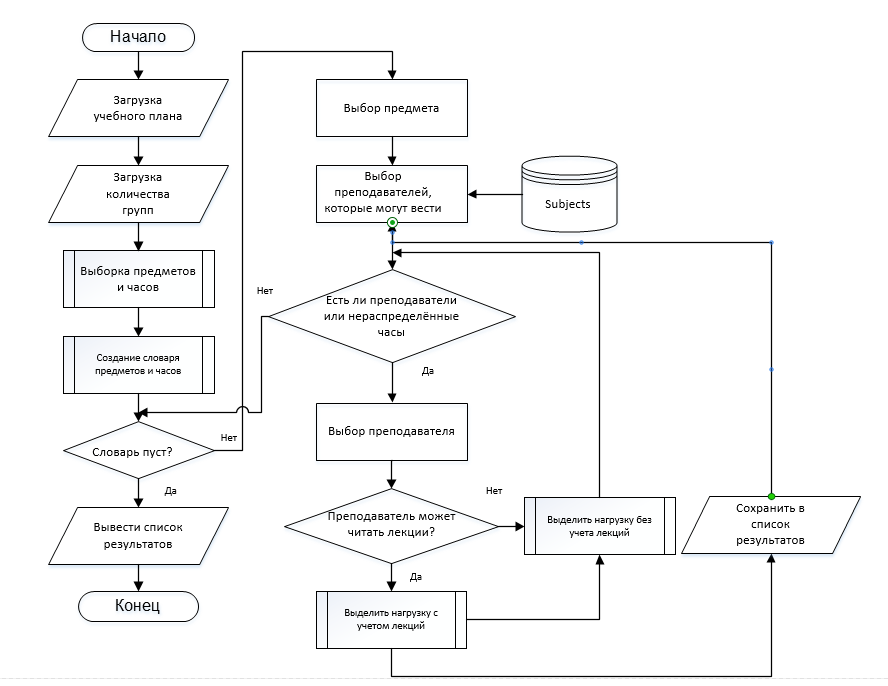 Начало
Загрузка
учебного плана
Загрузка
количества
групп
Выборка предметов
и часов
Создание словаря
предметов и часов
Словарь пуст?
Нет
Да
Вывести список
результатов
Конец
Выбор предмета
Выбор
преподавателей,
которые могут вести
Subjects
Нет
Есть ли преподаватели
или нераспределённые
часы
Да
Выбор преподавателя
Преподаватель может
читать лекции?
Нет
Да
Выделить нагрузку без
учета лекций
Выделить нагрузку с
учетом лекций
Сохранить в
список
результатов